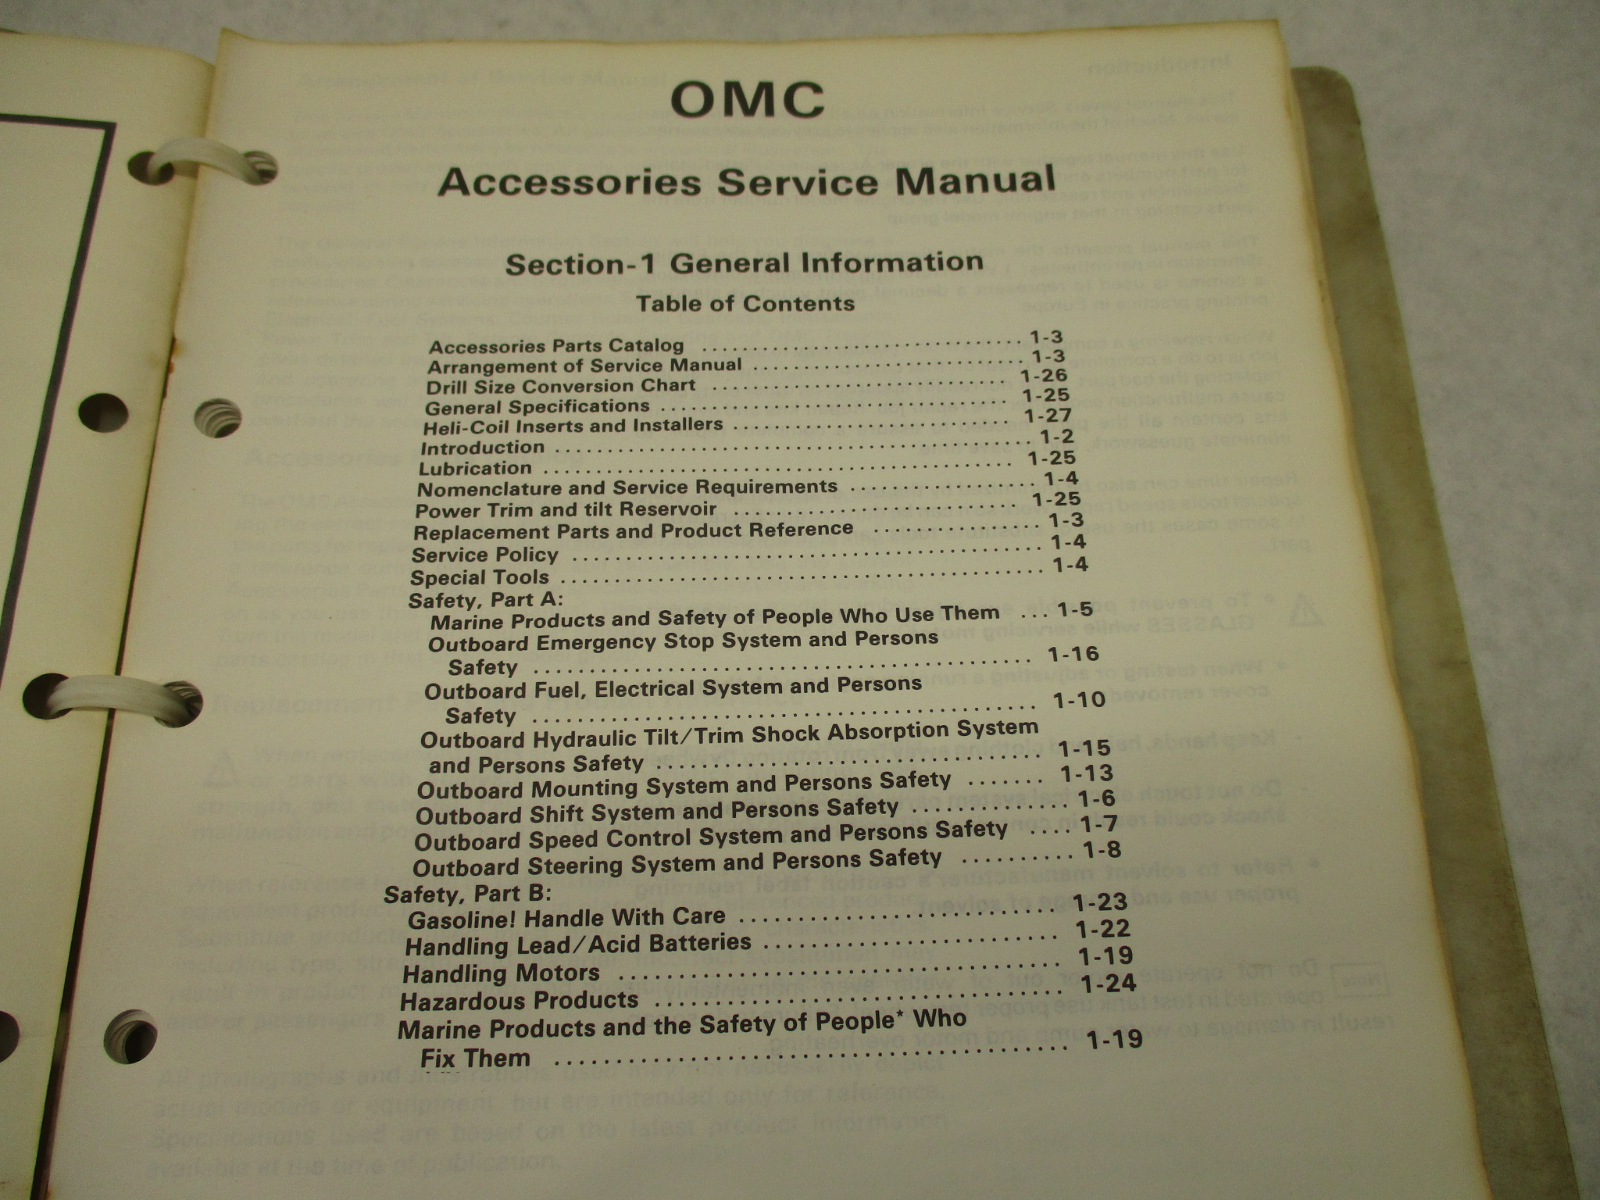 OMC
Accessories Service Manual
Section-1 General Information
Table of Contents
Accessories Parts Catalog ................................ 1-3
Arrangement of Service Manual ........................... 1-3
Drill Size Conversion Chart ............................. 1-26
General Specifications .................................. 1-25
Heli-Coil Inserts and Installers ........................ 1-27
Introduction ............................................ 1-2
Lubrication ............................................. 1-25
Nomenclature and Service Requirements .................. 1-4
Power Trim and tilt Reservoir ........................... 1-25
Replacement Parts and Product Reference ................ 1-3
Service Policy .......................................... 1-4
Special Tools ........................................... 1-4
Safety, Part A:
Marine Products and Safety of People Who Use Them ... 1-5
Outboard Emergency Stop System and Persons
Safety ........................................ 1-16
Outboard Fuel, Electrical System and Persons
Safety ........................................ 1-10
Outboard Hydraulic Tilt/Trim Shock Absorption System
and Persons Safety ............................. 1-15
Outboard Mounting System and Persons Safety ....... 1-13
Outboard Shift System and Persons Safety ............ 1-6
Outboard Speed Control System and Persons Safety .... 1-7
Outboard Steering System and Persons Safety .......... 1-8
Safety, Part B:
Gasoline! Handle With Care .......................... 1-23
Handling Lead/Acid Batteries ........................ 1-22
Handling Motors ..................................... 1-19
Hazardous Products .................................. 1-24
Marine Products and the Safety of People* Who
Fix Them ........................................ 1-19